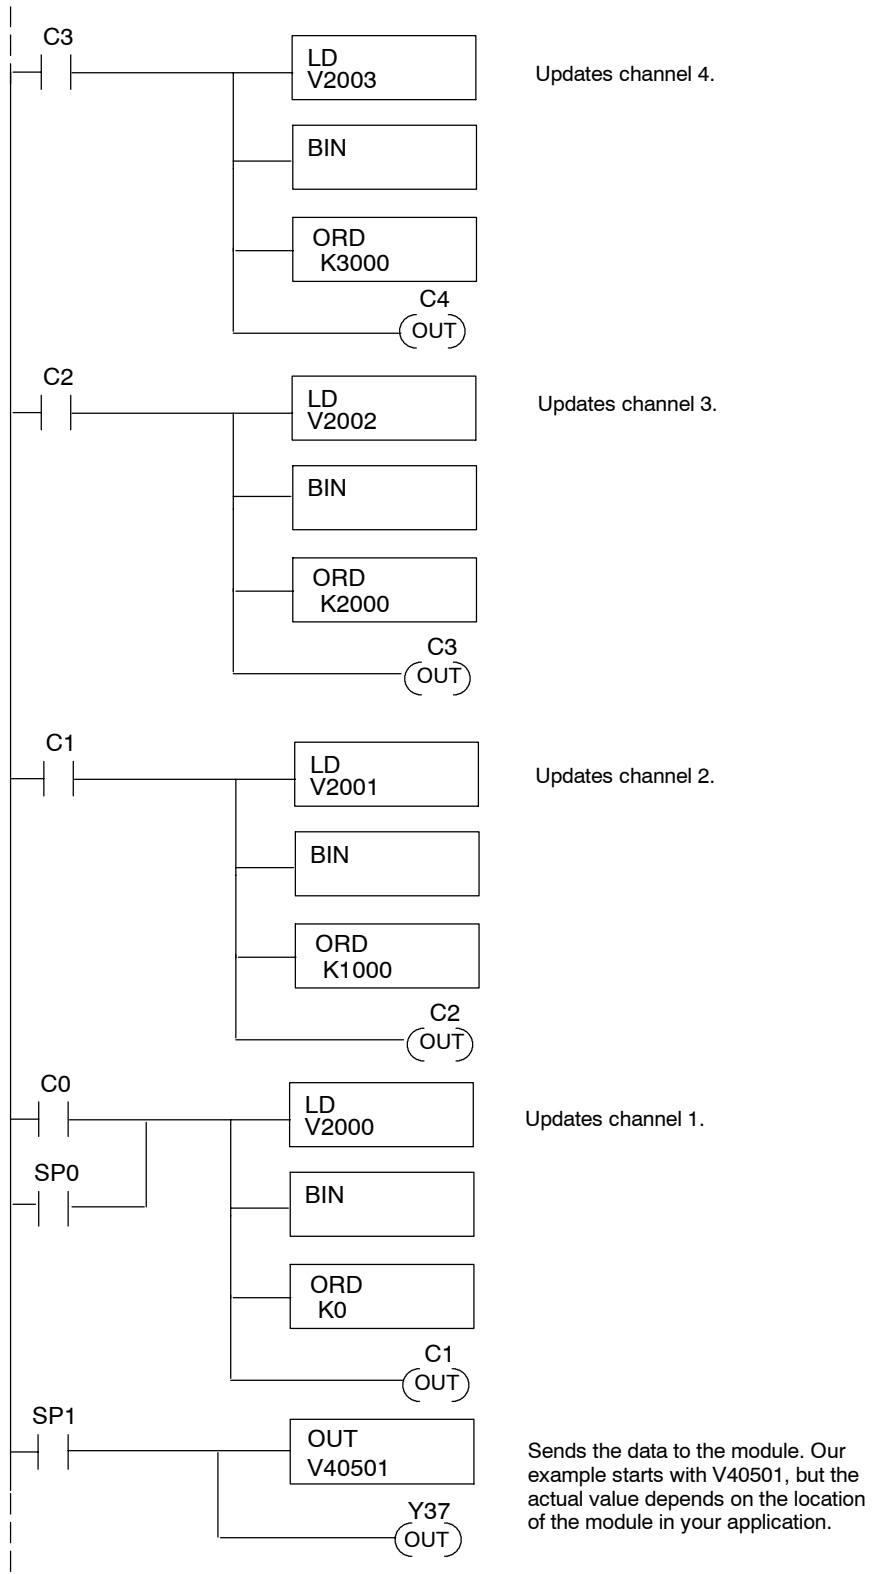 C3
LD
V2003
Updates channel 4.
BIN
ORD
K3000
C4
OUT
C2
LD
V2002
Updates channel 3.
BIN
ORD
K2000
C3
OUT
C1
LD
V2001
Updates channel 2.
BIN
ORD
K1000
C2
OUT
C0
LD
V2000
Updates channel 1.
SP0
BIN
ORD
K0
C1
OUT
SP1
OUT
V40501
Sends the data to the module. Our
example starts with V40501, but the
actual value depends on the location
of the module in your application.
Y37
OUT